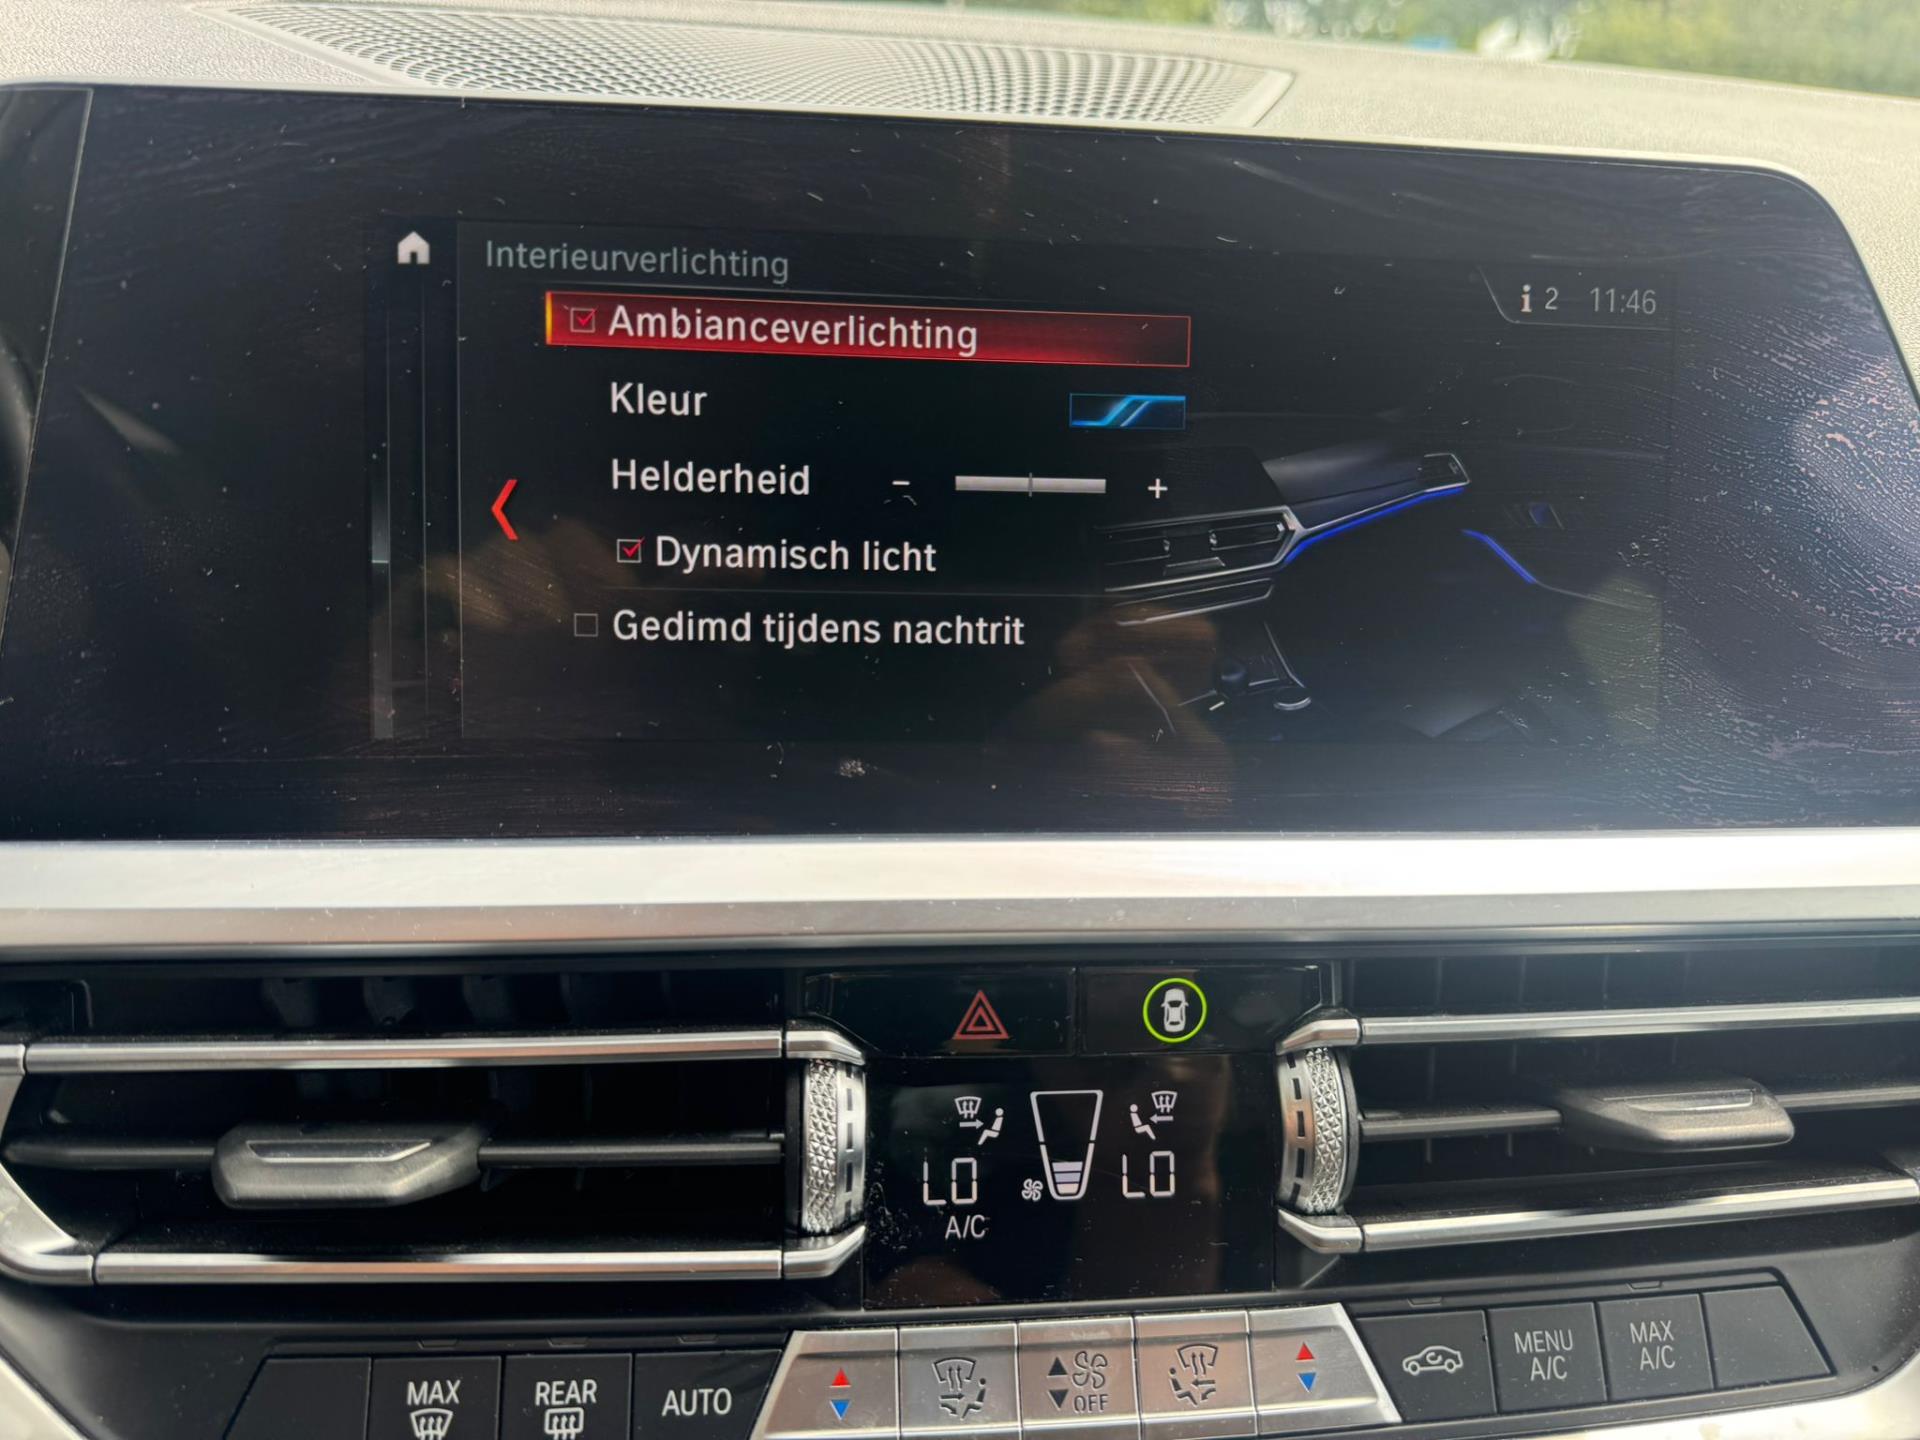 Interieurverlichting
i 2 11:46
Ambianceverlichting
Kleur
Helderheid - +
Dynamisch licht
Gedimd tijdens nachtrit
LO LO
A/C
MAX
REAR
AUTO
OFF
MENU
A/C
MAX
A/C